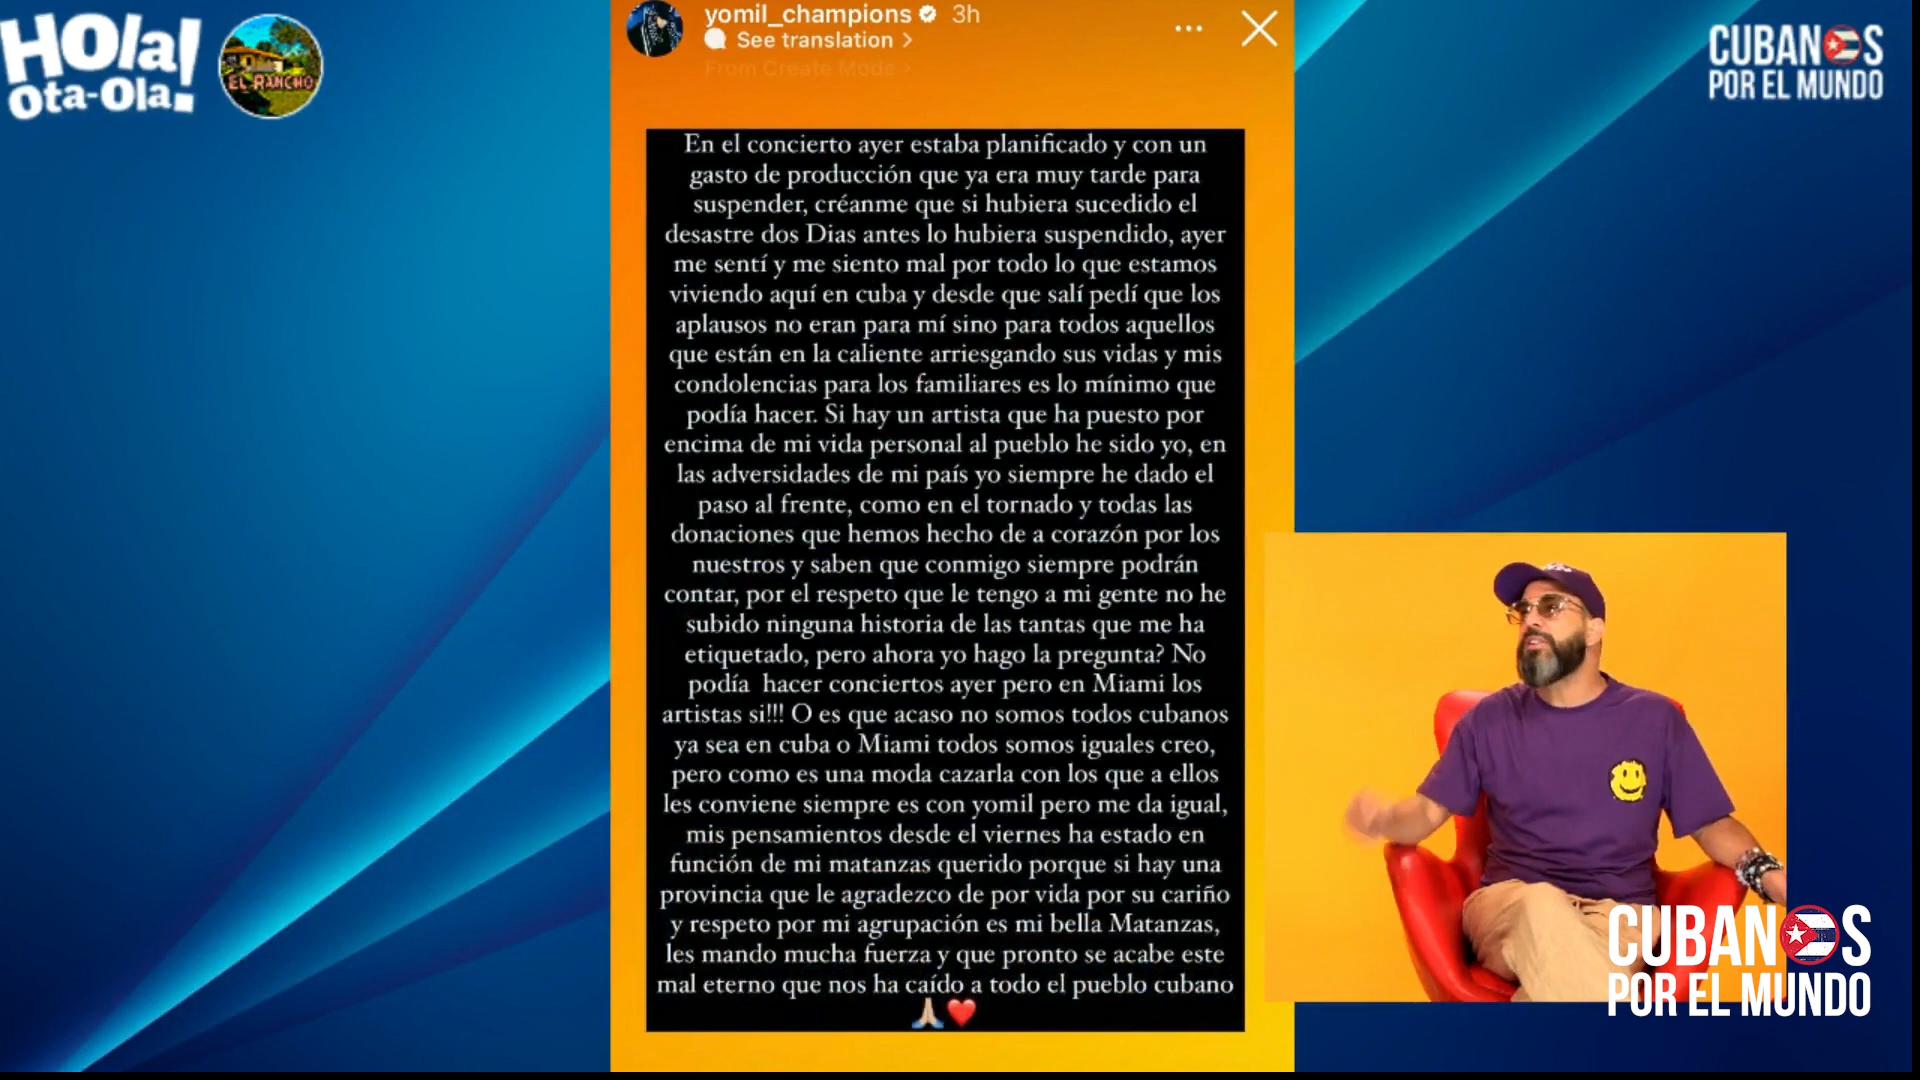 HOla!
Ota-Ola!
EL RANCHO
yomil_champions 3h
See translation >
From Create Mode >
CUBANOS
POR EL MUNDO
En el concierto ayer estaba planificado y con un
gasto de producción que ya era muy tarde para
suspender, créanme que si hubiera sucedido el
desastre dos Dias antes lo hubiera suspendido, ayer
me sentí y me siento mal por todo lo que estamos
viviendo aquí en cuba y desde que salí pedí que los
aplausos no eran para mí sino para todos aquellos
que están en la caliente arriesgando sus vidas y mis
condolencias para los familiares es lo mínimo que
podía hacer. Si hay un artista que ha puesto por
encima de mi vida personal al pueblo he sido yo, en
las adversidades de mi país yo siempre he dado el
paso al frente, como en el tornado y todas las
donaciones que hemos hecho de a corazón por los
nuestros y saben que conmigo siempre podrán
contar, por el respeto que le tengo a mi gente no he
subido ninguna historia de las tantas que me ha
etiquetado, pero ahora yo hago la pregunta? No
podía hacer conciertos ayer pero en Miami los
artistas si!!! O es que acaso no somos todos cubanos
ya sea en cuba o Miami todos somos iguales creo,
pero como es una moda cazarla con los que a ellos
les conviene siempre es con yomil pero me da igual,
mis pensamientos desde el viernes ha estado en
función de mi matanzas querido porque si hay una
provincia que le agradezco de por vida por su cariño
y respeto por mi agrupación es mi bella Matanzas,
les mando mucha fuerza y que pronto se acabe este
mal eterno que nos ha caído a todo el pueblo cubano
🙏🏼❤️
CUBANOS
POR EL MUNDO